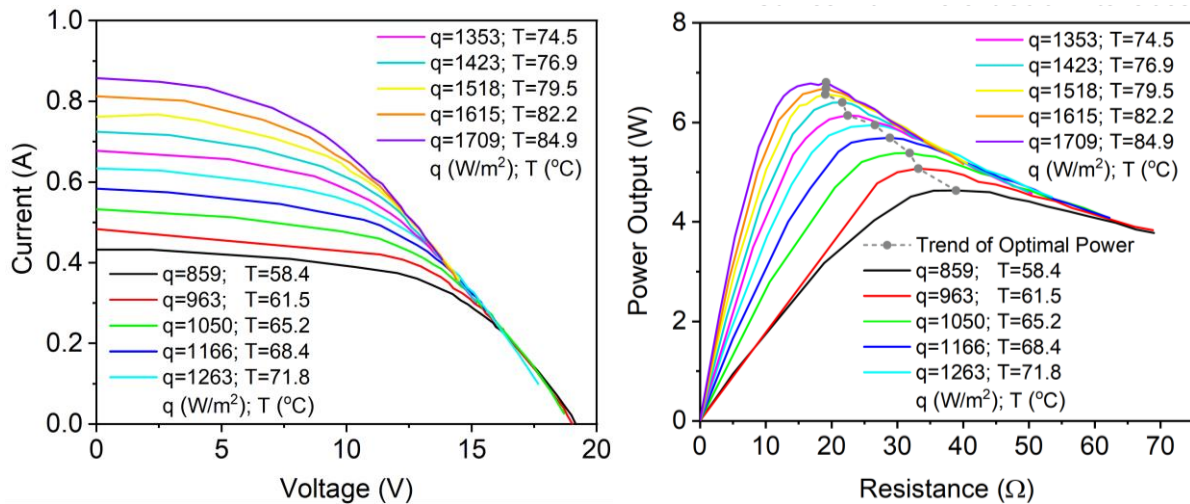 1.0
0.8
0.6
0.4
0.2
0.0
Current (A)
q=1353; T=74.5
q=1423; T=76.9
q=1518; T=79.5
q=1615; T=82.2
q=1709; T=84.9
q (W/m²); T (ºC)
q=859; T=58.4
q=963; T=61.5
q=1050; T=65.2
q=1166; T=68.4
q=1263; T=71.8
q (W/m²); T (ºC)
0 5 10 15 20
Voltage (V)
8
6
4
2
0
Power Output (W)
q=1353; T=74.5
q=1423; T=76.9
q=1518; T=79.5
q=1615; T=82.2
q=1709; T=84.9
q (W/m²); T (ºC)
Trend of Optimal Power
q=859; T=58.4
q=963; T=61.5
q=1050; T=65.2
q=1166; T=68.4
q=1263; T=71.8
q (W/m²); T (ºC)
0 10 20 30 40 50 60 70
Resistance (Ω)